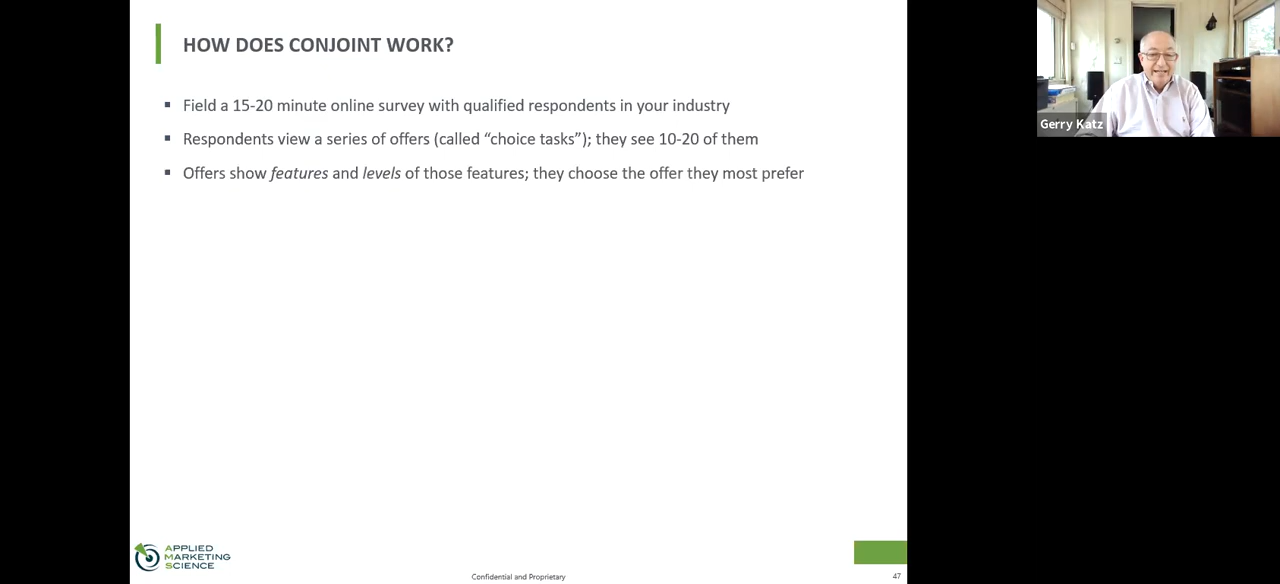 HOW DOES CONJOINT WORK?
▪ Field a 15-20 minute online survey with qualified respondents in your industry
▪ Respondents view a series of offers (called “choice tasks”); they see 10-20 of them
▪ Offers show features and levels of those features; they choose the offer they most prefer
Gerry Katz
APPLIED
MARKETING
SCIENCE
Confidential and Proprietary
47